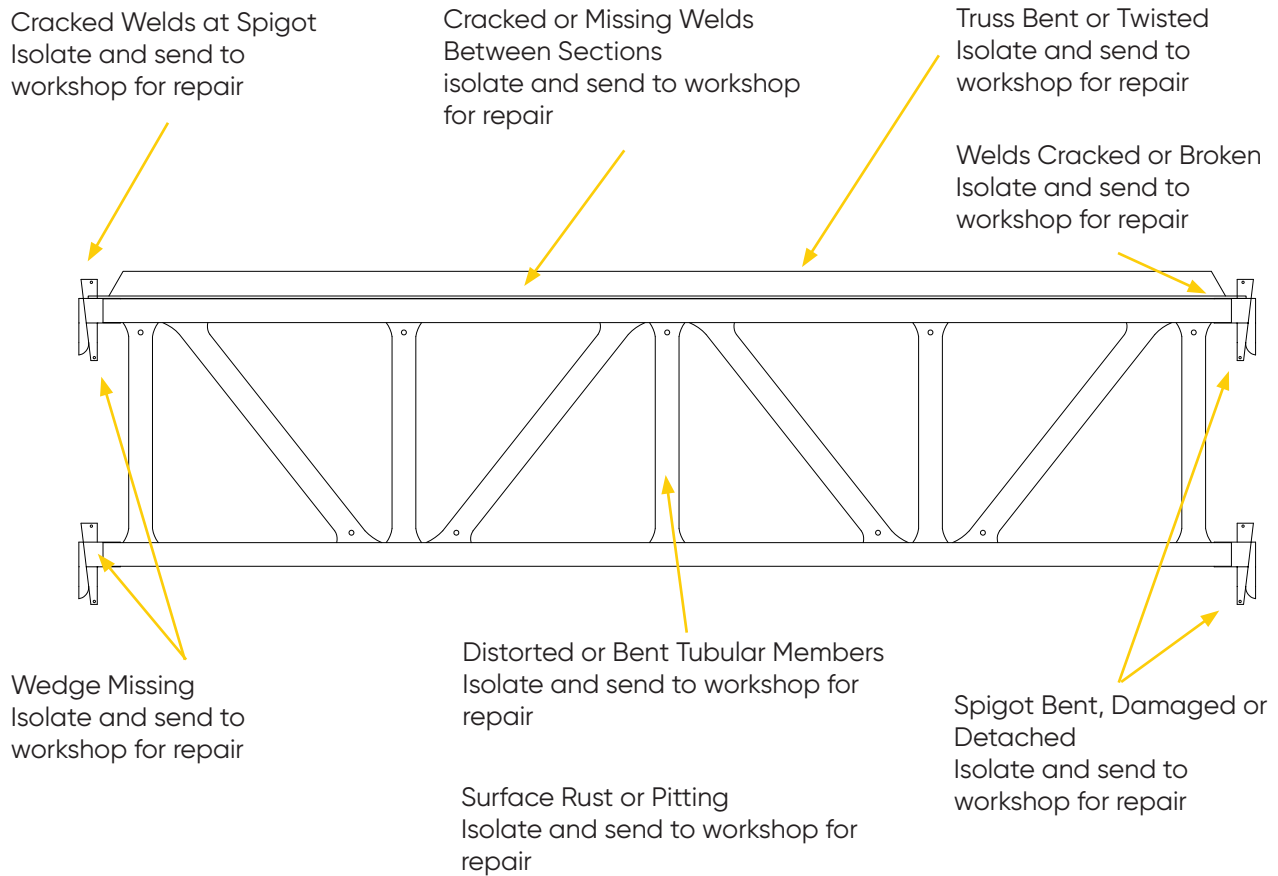 Cracked Welds at Spigot
Isolate and send to
workshop for repair
Cracked or Missing Welds
Between Sections
isolate and send to workshop
for repair
Truss Bent or Twisted
Isolate and send to
workshop for repair
Welds Cracked or Broken
Isolate and send to
workshop for repair
Wedge Missing
Isolate and send to
workshop for repair
Distorted or Bent Tubular Members
Isolate and send to workshop for
repair
Surface Rust or Pitting
Isolate and send to workshop for
repair
Spigot Bent, Damaged or
Detached
Isolate and send to
workshop for repair